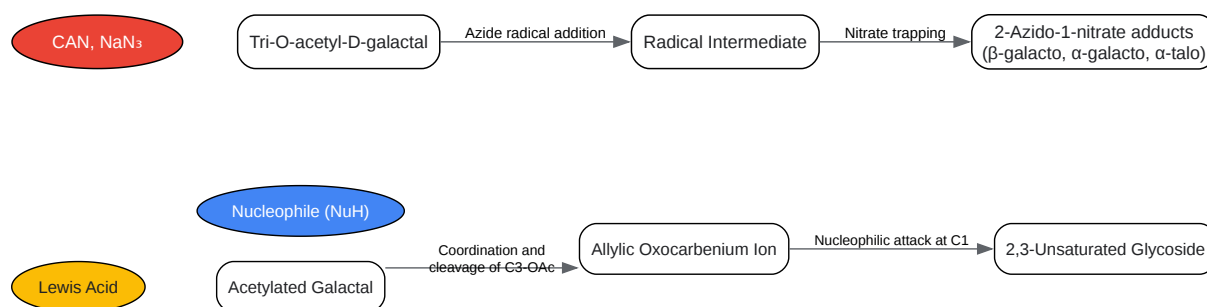 CAN, NaN₃
Tri-O-acetyl-D-galactal
Azide radical addition
Radical Intermediate
Nitrate trapping
2-Azido-1-nitrate adducts
(β-galacto, α-galacto, α-talo)
Nucleophile (NuH)
Lewis Acid
Acetylated Galactal
Coordination and
cleavage of C3-OAc
Allylic Oxocarbenium Ion
Nucleophilic attack at C1
2,3-Unsaturated Glycoside